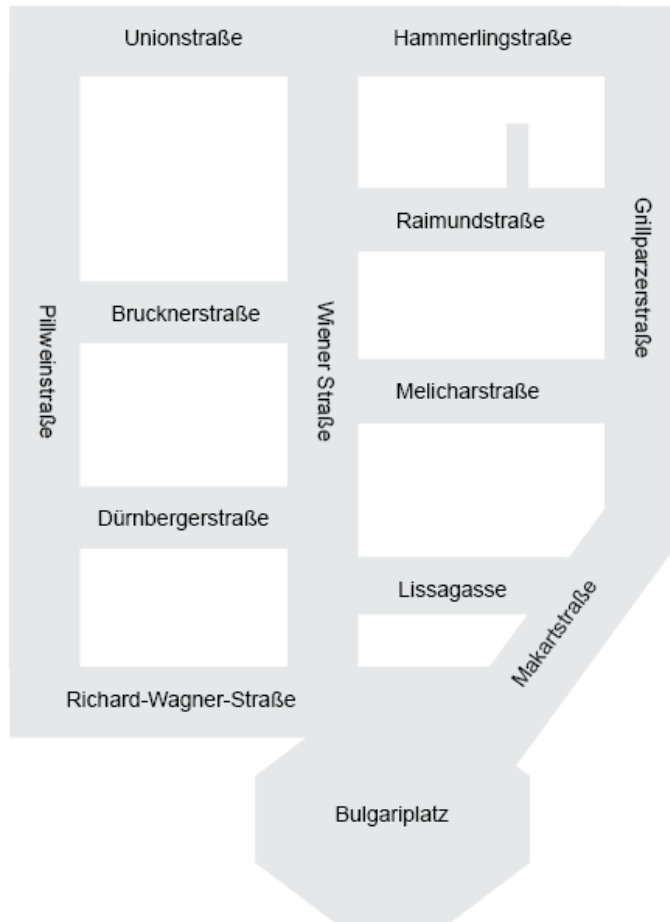 Unionstraße
Hammerlingstraße
Raimundstraße
Grillparzerstraße
Brucknerstraße
Pillweinstraße
Wiener Straße
Melicharstraße
Dürnbergerstraße
Lissagasse
Makartstraße
Richard-Wagner-Straße
Bulgariplatz